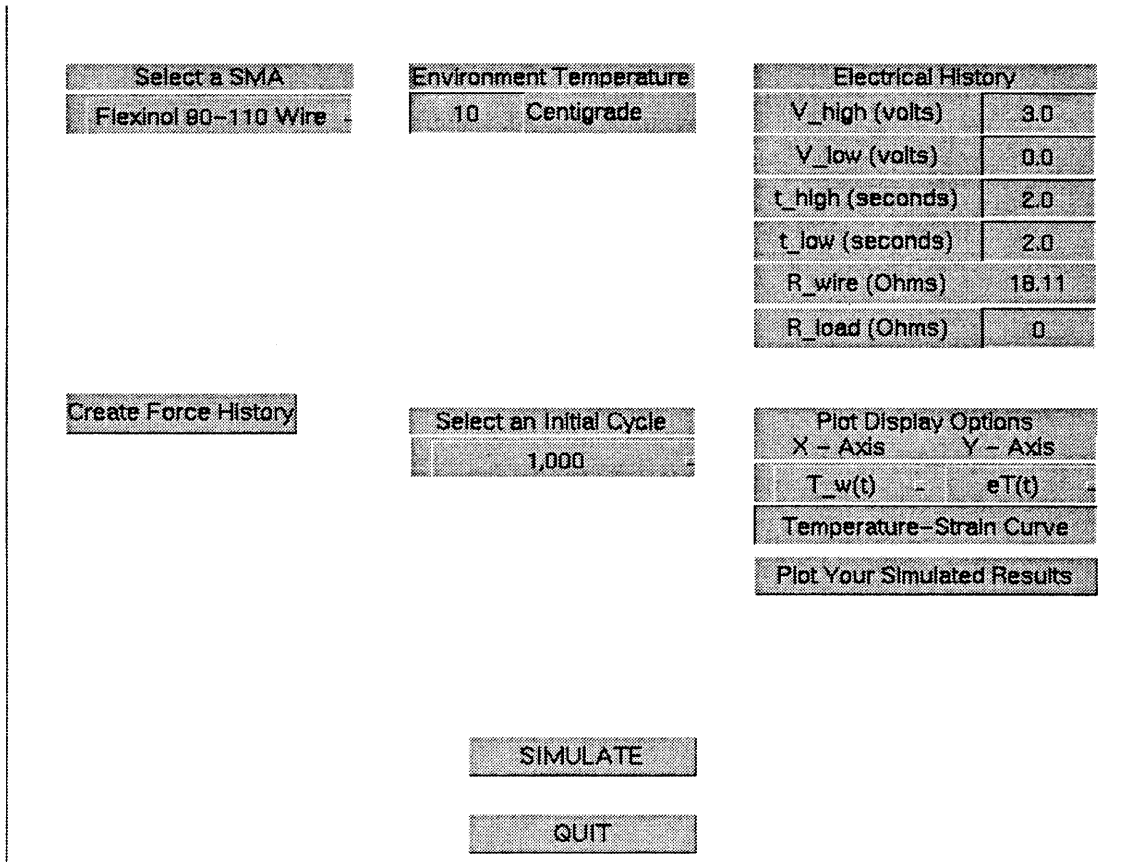 Select a SMA
Flexinol 90-110 Wire
Environment Temperature
10 Centigrade
Electrical History
V_high (volts) 3.0
V_low (volts) 0.0
t_high (seconds) 2.0
t_low (seconds) 2.0
R_wire (Ohms) 18.11
R_load (Ohms) 0
Create Force History
Select an Initial Cycle
1,000
Plot Display Options
X - Axis Y - Axis
T_w(t) eT(t)
Temperature-Strain Curve
Plot Your Simulated Results
SIMULATE
QUIT